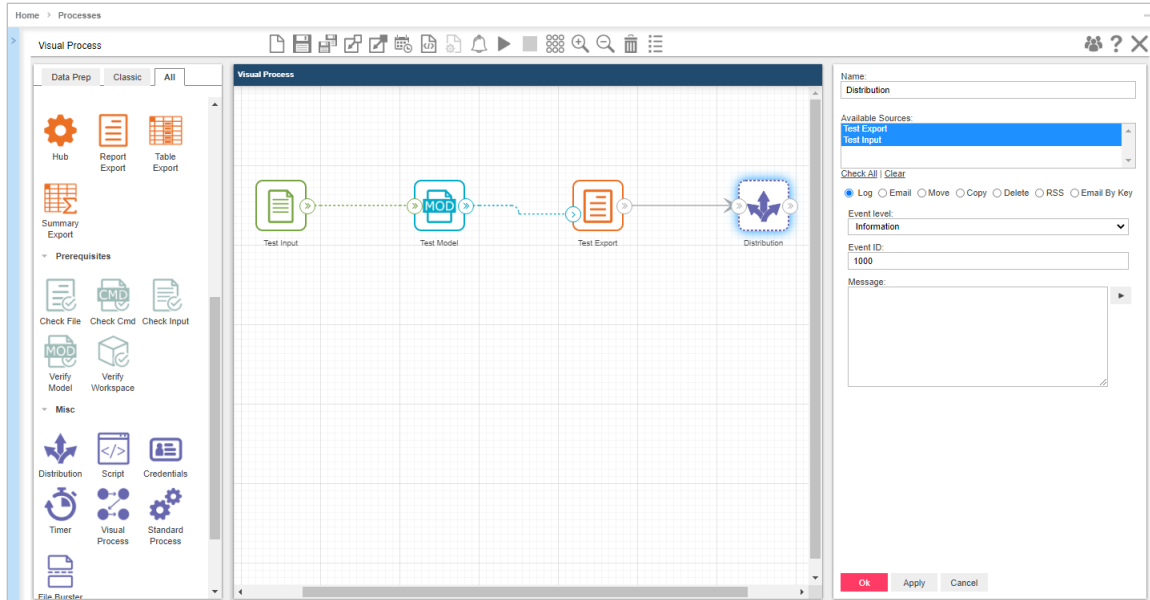 Home > Processes
>
Visual Process
Data Prep Classic All
Hub
Report Export
Table Export
Summary Export
Prerequisites
Check File Check Cmd Check Input
Verify Model
Verify Workspace
Misc
Distribution Script Credentials
Timer
Visual Process
Standard Process
File Burster
Visual Process
MOD
Test Input
Test Model
Test Export
Distribution
Name:
Distribution
Available Sources:
Test Export
Test Input
Check All | Clear
Log Email Move Copy Delete RSS Email By Key
Event level:
Information
Event ID:
1000
Message:
Ok Apply Cancel
CMD
MOD